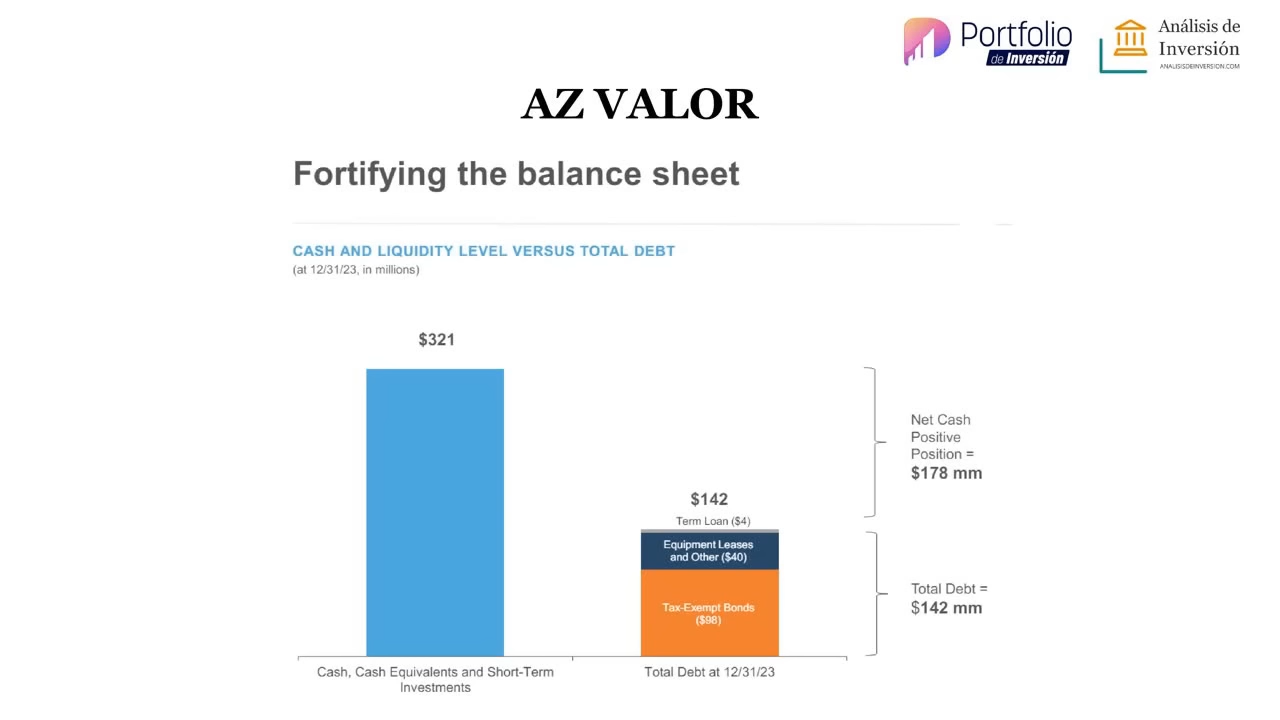 Portfolio
de Inversión
Análisis de
Inversión
ANALISISDEINVERSION.COM
AZ VALOR
Fortifying the balance sheet
CASH AND LIQUIDITY LEVEL VERSUS TOTAL DEBT
(at 12/31/23, in millions)
$321
$142
Term Loan ($4)
Equipment Leases
and Other ($40)
Tax-Exempt Bonds
($98)
Net Cash
Positive
Position =
$178 mm
Total Debt =
$142 mm
Cash, Cash Equivalents and Short-Term
Investments
Total Debt at 12/31/23